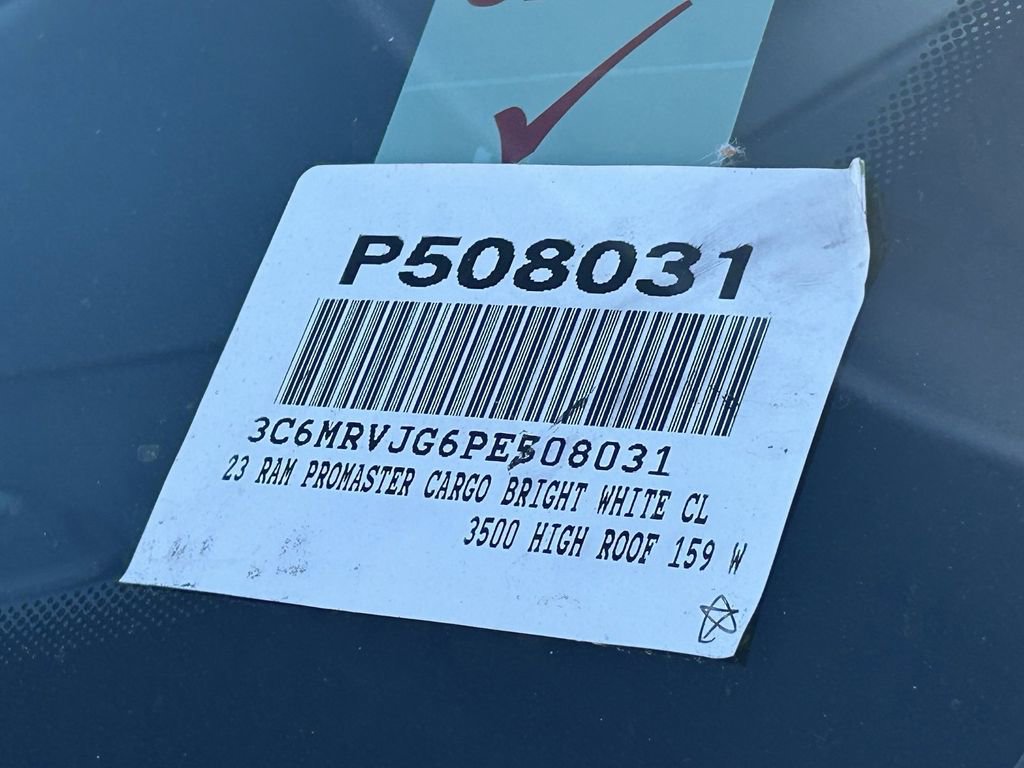 P508031
3C6MRVJG6PE508031
23 RAM PROMASTER CARGO BRIGHT WHITE CL
3500 HIGH ROOF 159 W